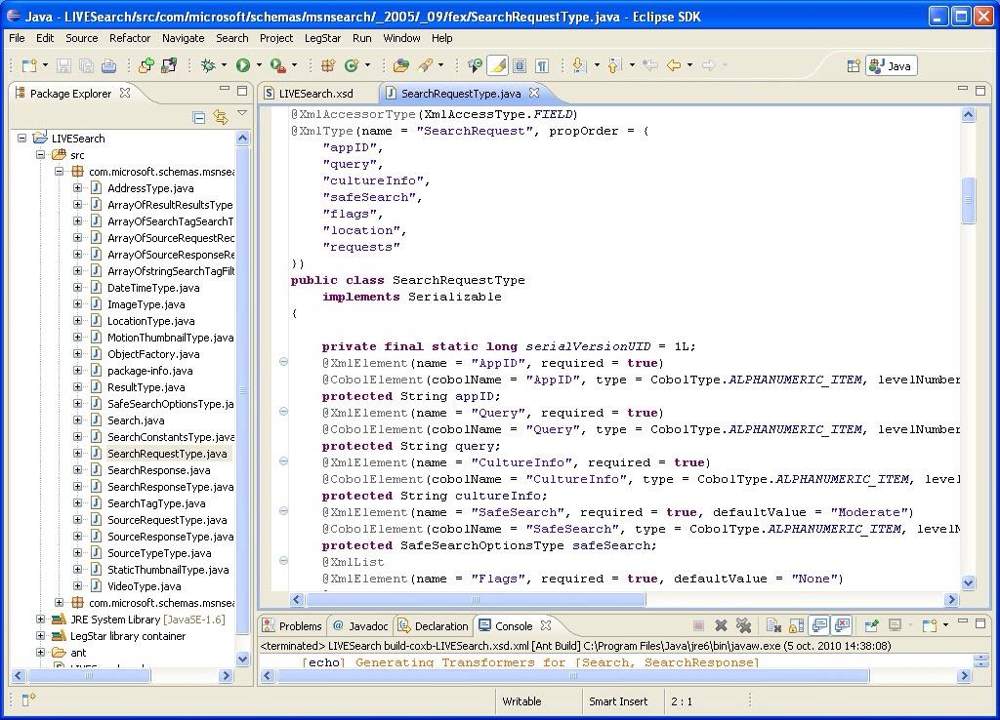 Java - LIVESearch/src/com/microsoft/schemas/msnsearch/_2005/_09/fex/SearchRequestType.java - Eclipse SDK
File Edit Source Refactor Navigate Search Project LegStar Run Window Help
Java
Package Explorer
LIVESearch
src
com.microsoft.schemas.msnsea
AddressType.java
ArrayOfResultResultsType
ArrayOfSearchTagSearchT
ArrayOfSourceRequestRec
ArrayOfSourceResponseRe
ArrayOfstringSearchTagFilt
DateTimeType.java
ImageType.java
LocationType.java
MotionThumbnailType.java
ObjectFactory.java
package-info.java
ResultType.java
SafeSearchOptionsType.ja
Search.java
SearchConstantsType.java
SearchRequestType.java
SearchResponse.java
SearchResponseType.java
SearchTagType.java
SourceRequestType.java
SourceResponseType.java
SourceTypeType.java
StaticThumbnailType.java
VideoType.java
com.microsoft.schemas.msnsea
JRE System Library [JavaSE-1.6]
LegStar library container
ant
LIVESearch.xsd SearchRequestType.java
@XmlAccessorType(XmlAccessType.FIELD)
@XmlType(name = "SearchRequest", propOrder = {
"appID",
"query",
"cultureInfo",
"safeSearch",
"flags",
"location",
"requests"
})
public class SearchRequestType
implements Serializable
{
private final static long serialVersionUID = 1L;
@XmlElement(name = "AppID", required = true)
@CobolElement(cobolName = "AppID", type = CobolType.ALPHANUMERIC_ITEM, levelNumber
protected String appID;
@XmlElement(name = "Query", required = true)
@CobolElement(cobolName = "Query", type = CobolType.ALPHANUMERIC_ITEM, levelNumber
protected String query;
@XmlElement(name = "CultureInfo", required = true)
@CobolElement(cobolName = "CultureInfo", type = CobolType.ALPHANUMERIC_ITEM, level
protected String cultureInfo;
@XmlElement(name = "SafeSearch", required = true, defaultValue = "Moderate")
@CobolElement(cobolName = "SafeSearch", type = CobolType.ALPHANUMERIC_ITEM, levelN
protected SafeSearchOptionsType safeSearch;
@XmlList
@XmlElement(name = "Flags", required = true, defaultValue = "None")
Problems @ Javadoc Declaration Console
<terminated> LIVESearch build-coxb-LIVESearch.xsd.xml [Ant Build] C:\Program Files\Java\jre6\bin\javaw.exe (5 oct. 2010 14:38:08)
[echo] Generating Transformers for [Search, SearchResponse]
Writable Smart Insert 2 : 1